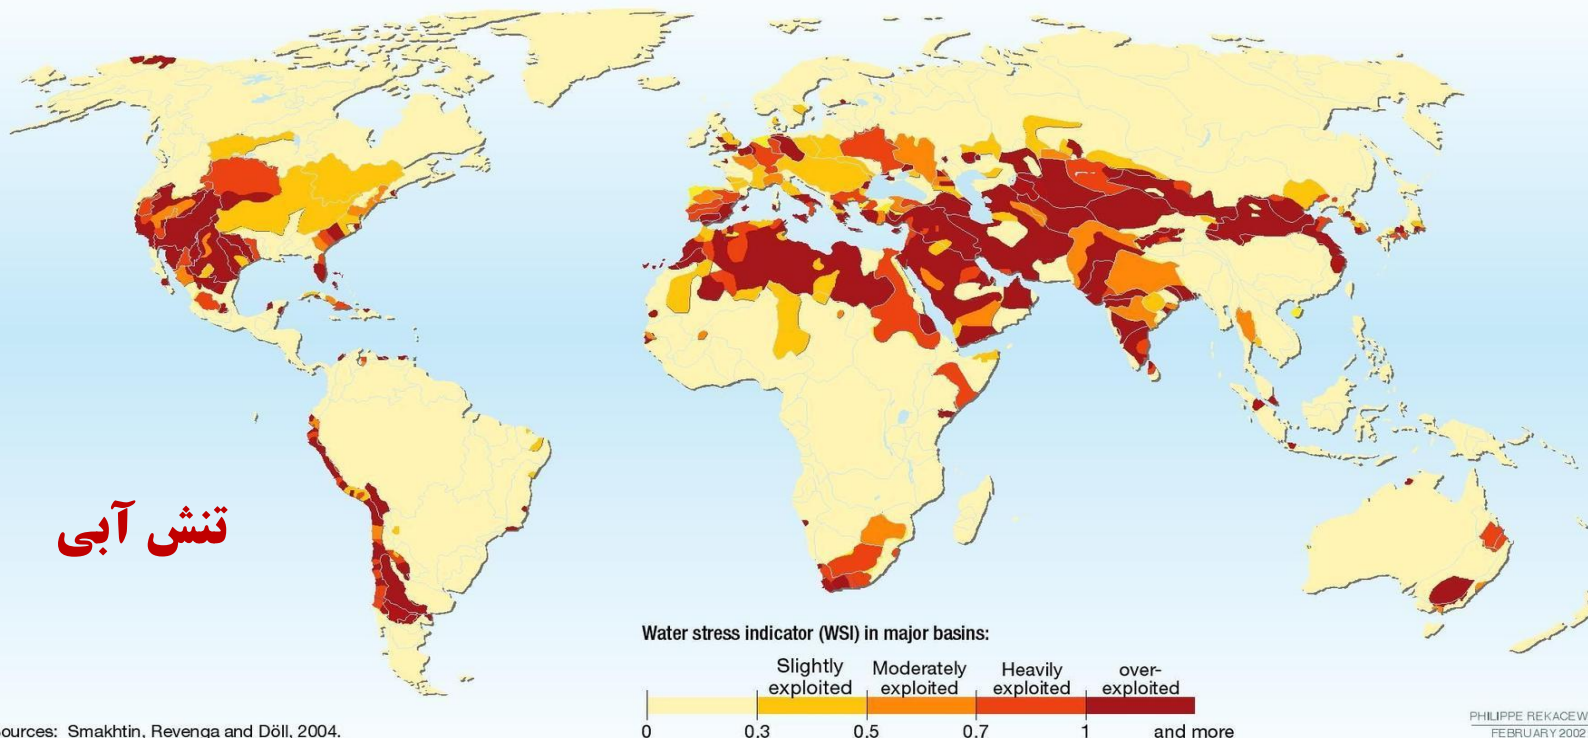 تنش آبی
Water stress indicator (WSI) in major basins:
Slightly exploited
Moderately exploited
Heavily exploited
over-exploited
0 0.3 0.5 0.7 1 and more
ources: Smakhtin, Revenga and Döll, 2004.
PHILIPPE REKACEW
FEBRUARY 2002